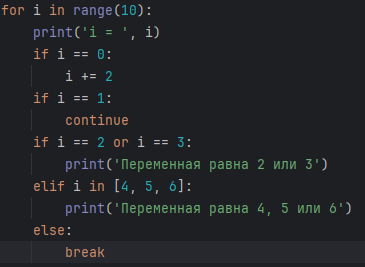 for i in range(10):
    print('i = ', i)
    if i == 0:
        i += 2
    if i == 1:
        continue
    if i == 2 or i == 3:
        print('Переменная равна 2 или 3')
    elif i in [4, 5, 6]:
        print('Переменная равна 4, 5 или 6')
    else:
        break